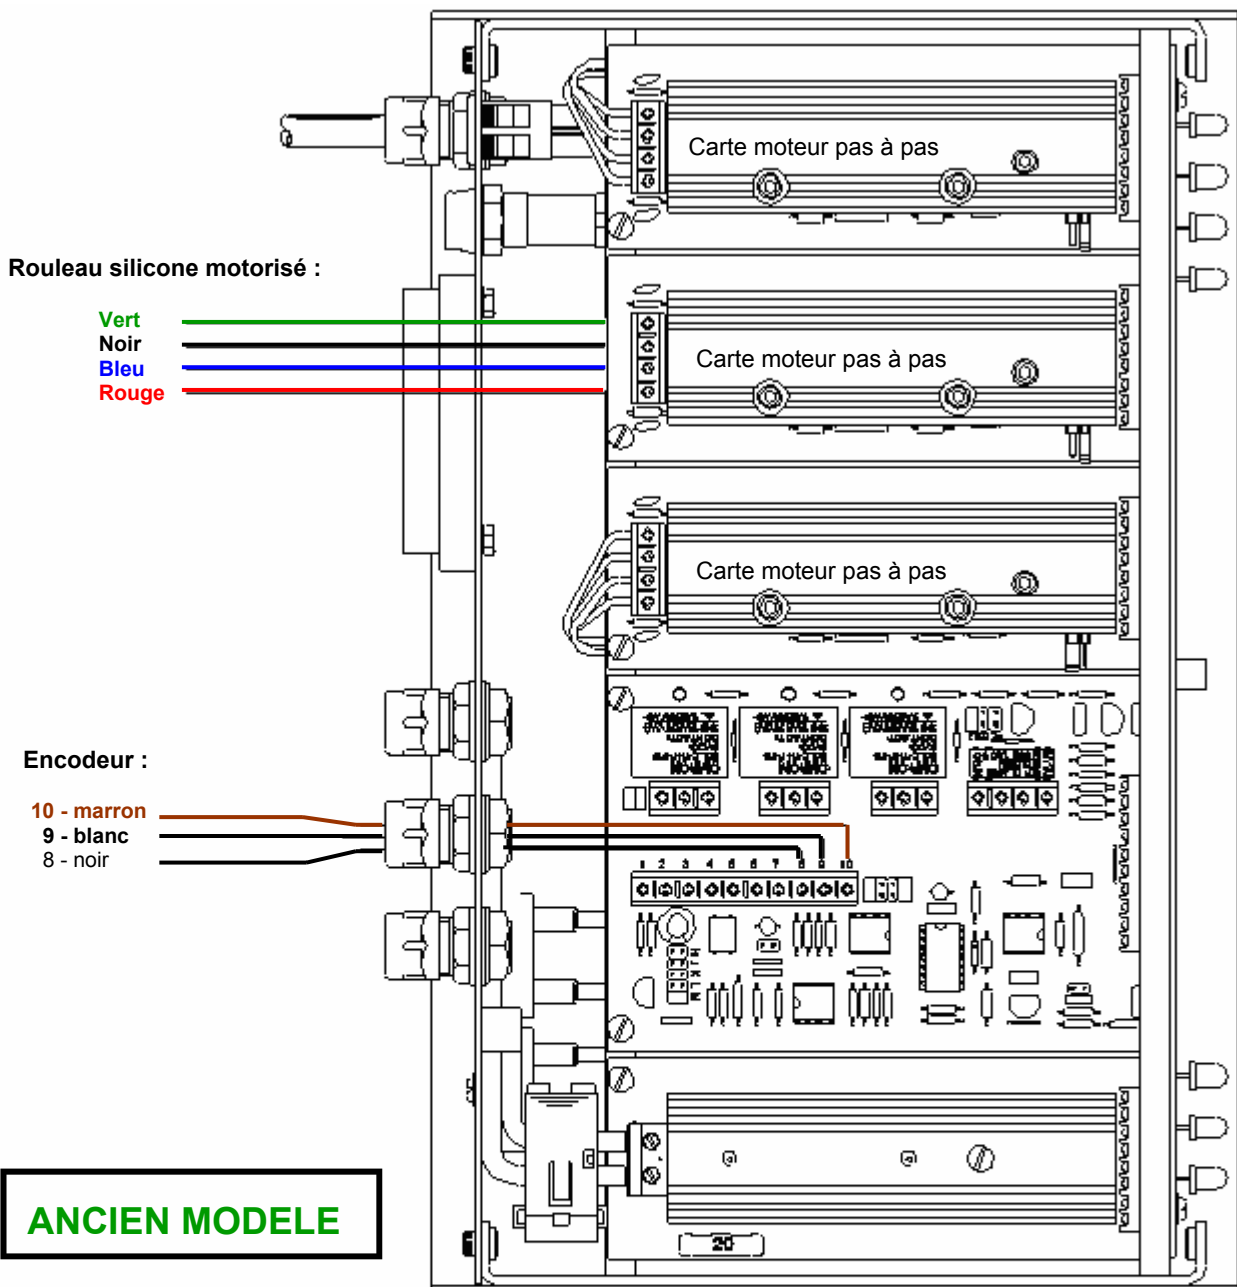 Carte moteur pas à pas
Rouleau silicone motorisé :
Vert
Noir
Bleu
Rouge
Carte moteur pas à pas
Carte moteur pas à pas
Encodeur :
10 - marron
9 - blanc
8 - noir
1 2 3 4 5 6 7 8 9 10
ANCIEN MODELE
20